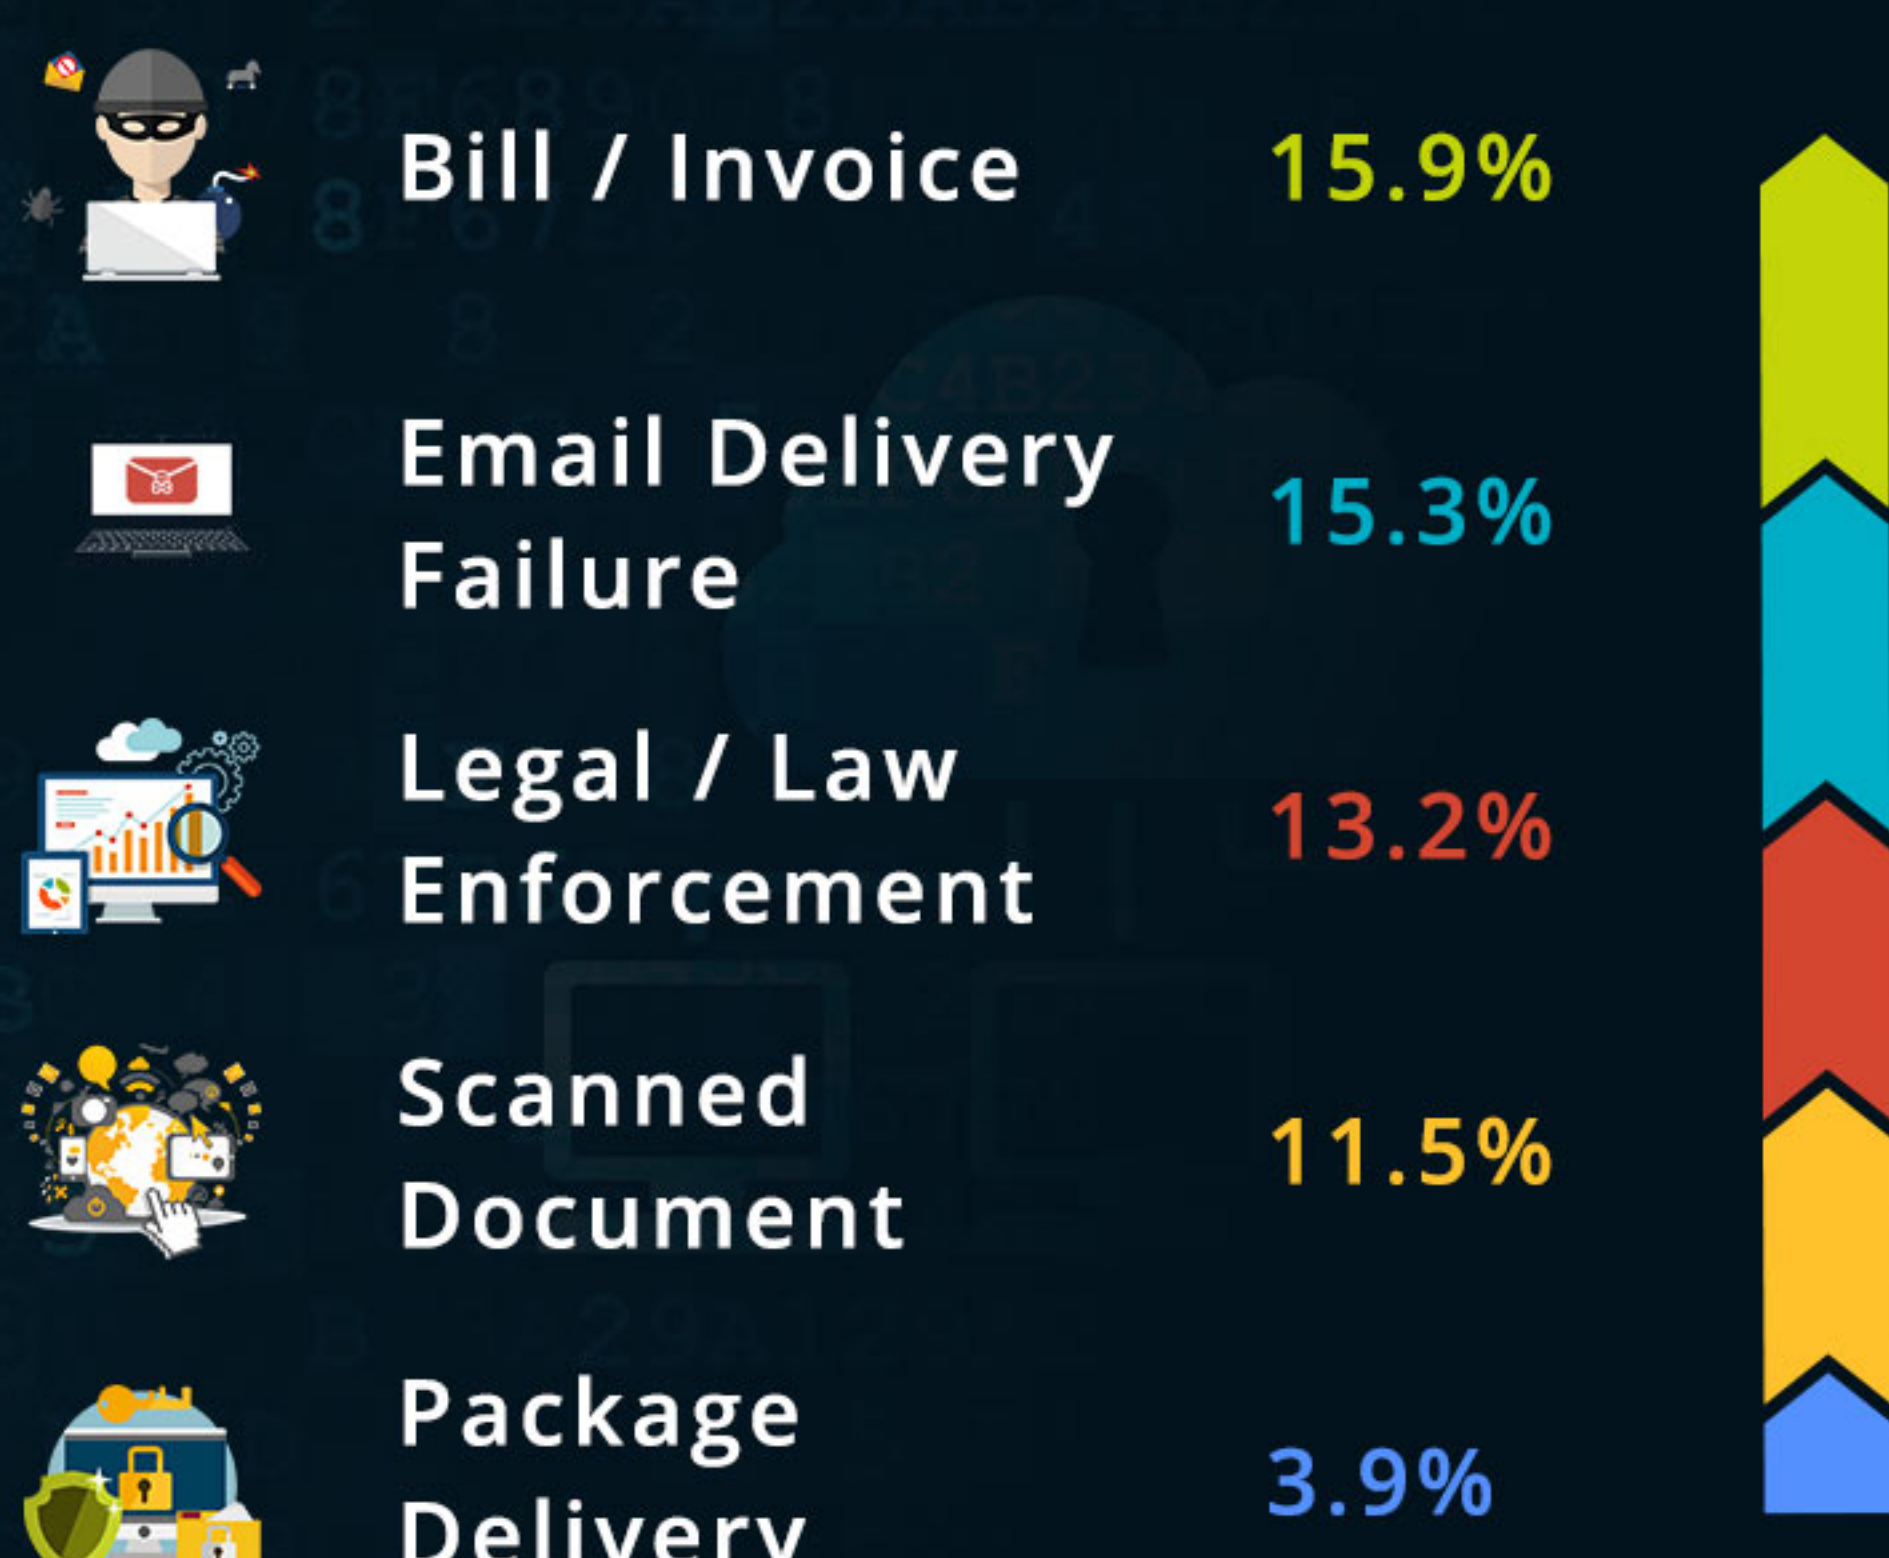 Bill / Invoice 15.9%
Email Delivery
Failure
15.3%
Legal / Law
Enforcement
13.2%
Scanned
Document
11.5%
Package
Delivery
3.9%